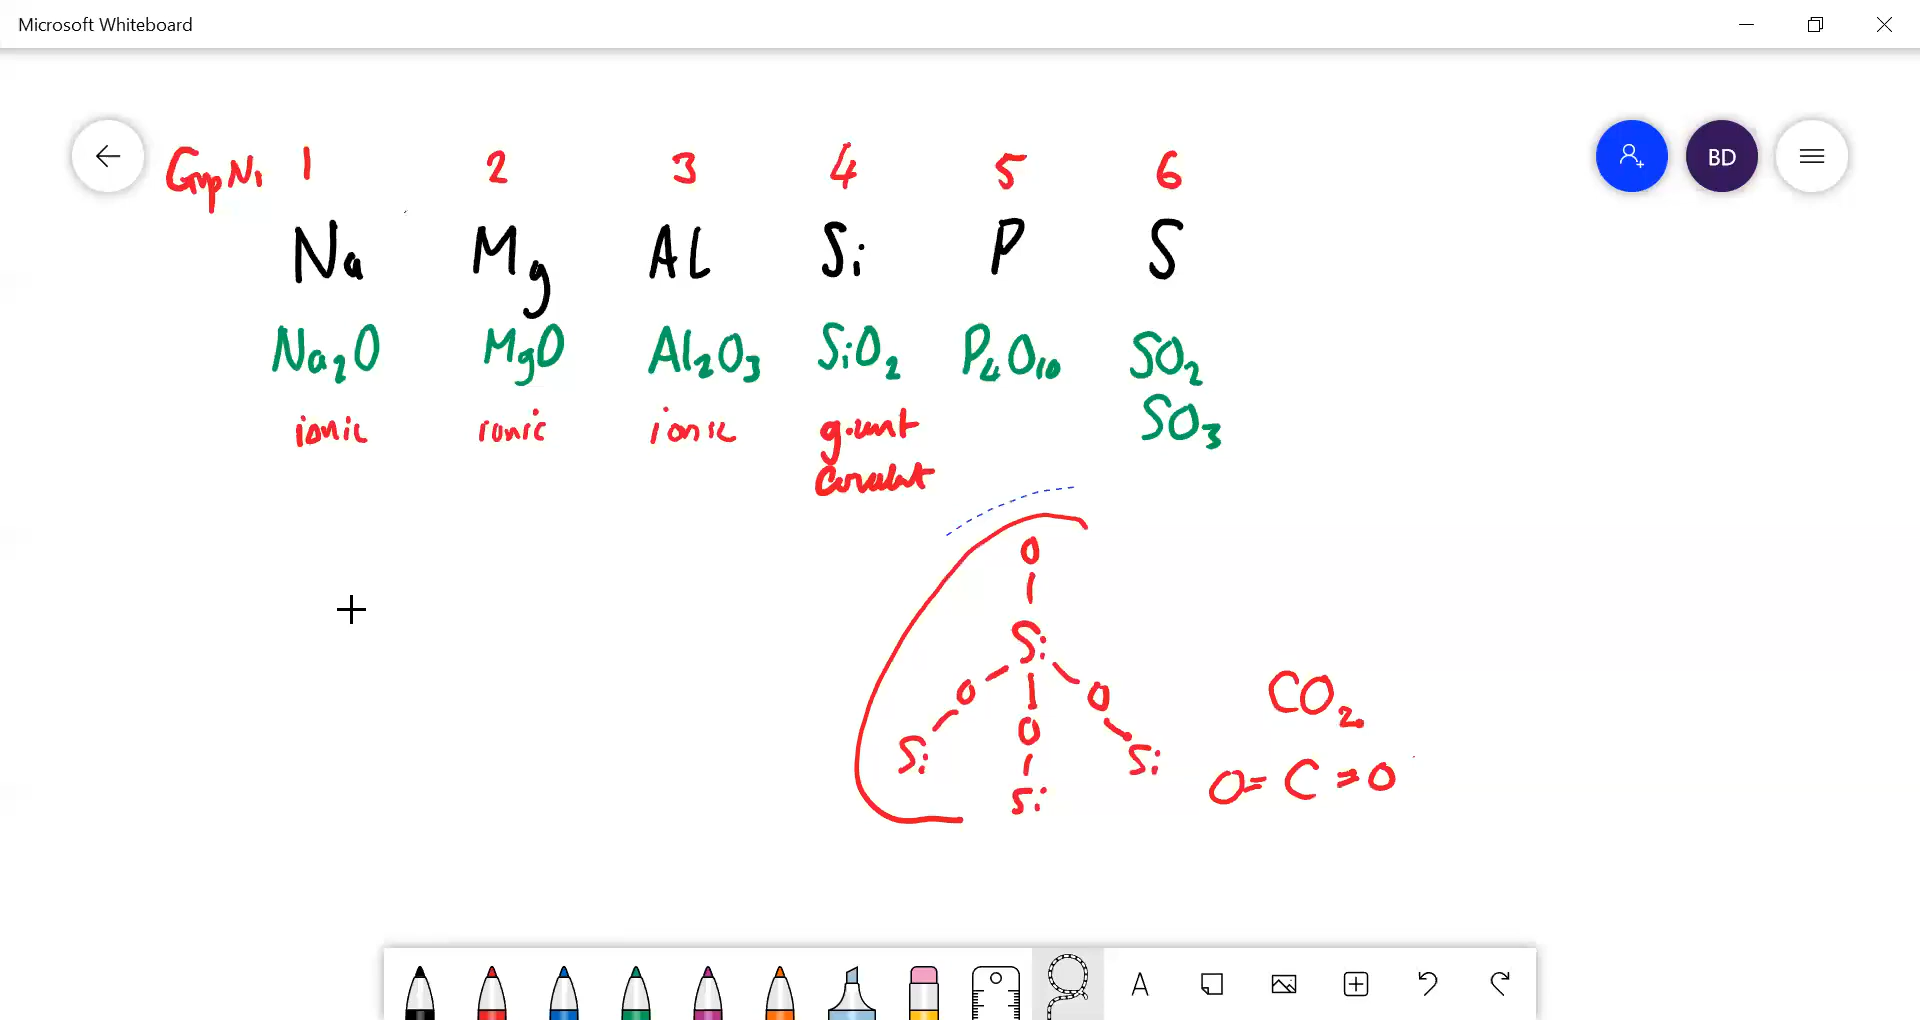 Microsoft Whiteboard
BD
Grp No 1 2 3 4 5 6
Na Mg Al Si P S
Na₂O MgO Al₂O₃ SiO₂ P₄O₁₀ SO₂
SO₃
ionic ionic ionic giant
covalent
O
Si
O O
O
Si Si
Si
CO₂
O=C=O
A